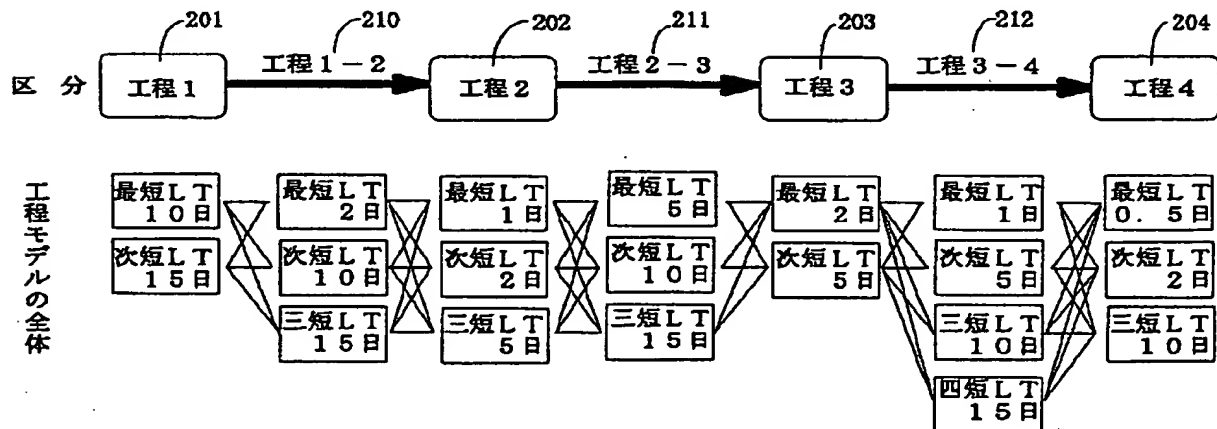 201
210
202
211
203
212
204
区 分
工程1
工程1-2
工程2
工程2-3
工程3
工程3-4
工程4
工程モデルの全体
最短LT
10日
次短LT
15日
最短LT
2日
次短LT
10日
三短LT
15日
最短LT
1日
次短LT
2日
三短LT
5日
最短LT
5日
次短LT
10日
三短LT
15日
最短LT
2日
次短LT
5日
最短LT
1日
次短LT
5日
三短LT
10日
四短LT
15日
最短LT
0.5日
次短LT
2日
三短LT
10日